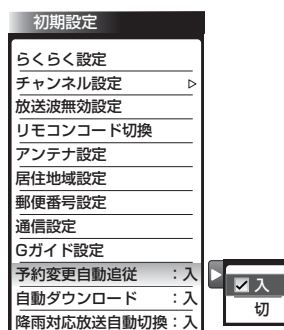 初期設定
らくらく設定
チャンネル設定 ▷
放送波無効設定
リモコンコード切換
アンテナ設定
居住地域設定
郵便番号設定
通信設定
Gガイド設定
予約変更自動追従 :入
自動ダウンロード :入
降雨対応放送自動切換:入
入
切